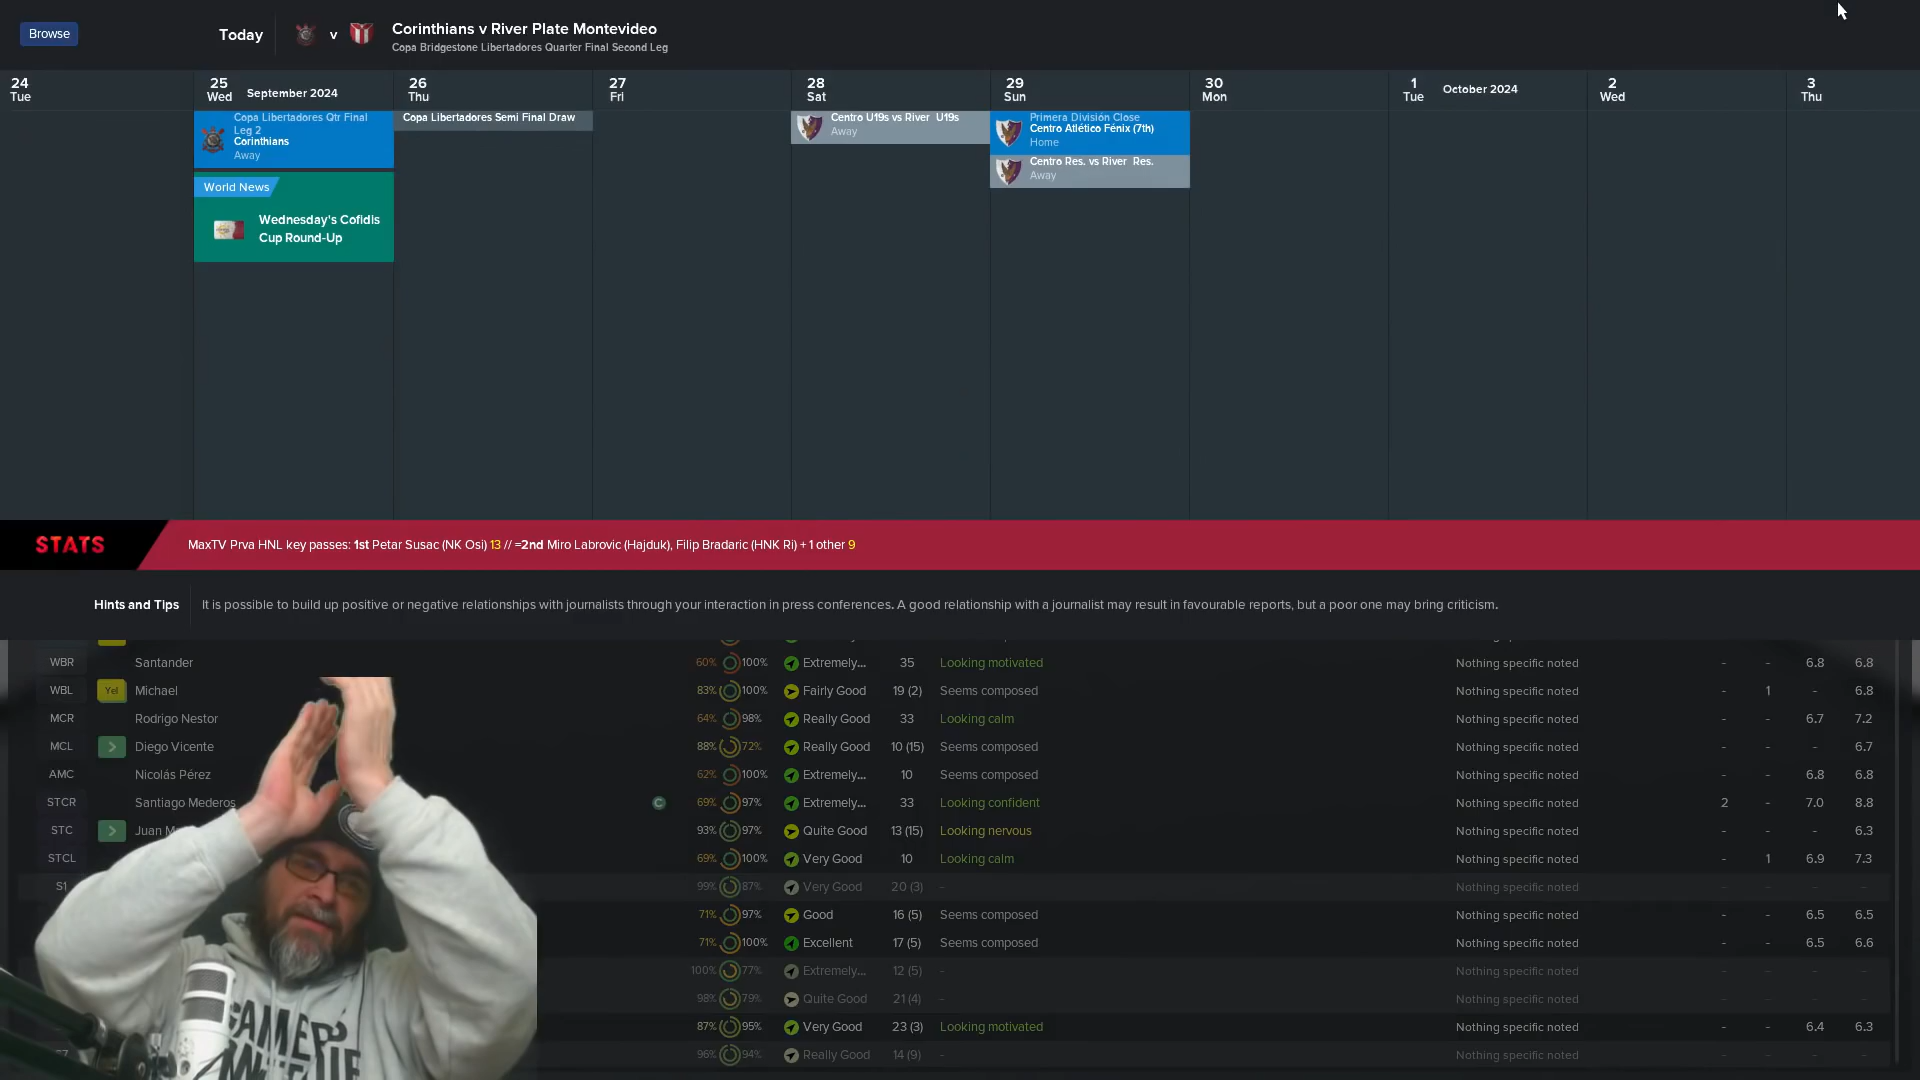 Browse
Today
v
Corinthians v River Plate Montevideo
Copa Bridgestone Libertadores Quarter Final Second Leg
24
Tue
25
Wed
September 2024
26
Thu
27
Fri
28
Sat
29
Sun
30
Mon
1
Tue
October 2024
2
Wed
3
Thu
Copa Libertadores Qtr Final
Leg 2
Corinthians
Away
Copa Libertadores Semi Final Draw
Centro U19s vs River U19s
Away
Primera División Close
Centro Atlético Fénix (7th)
Home
Centro Res. vs River Res.
Away
World News
Wednesday's Cofidis
Cup Round-Up
STATS
MaxTV Prva HNL key passes: 1st Petar Susac (NK Osi) 13 // =2nd Miro Labrovic (Hajduk), Filip Bradaric (HNK Ri) + 1 other 9
Hints and Tips
It is possible to build up positive or negative relationships with journalists through your interaction in press conferences. A good relationship with a journalist may result in favourable reports, but a poor one may bring criticism.
WBR Santander 60% 100% Extremely... 35 Looking motivated Nothing specific noted - - 6.8 6.8
WBL Yel Michael 83% 100% Fairly Good 19 (2) Seems composed Nothing specific noted - 1 - 6.8
MCR Rodrigo Nestor 64% 98% Really Good 33 Looking calm Nothing specific noted - - 6.7 7.2
MCL Diego Vicente 88% 72% Really Good 10 (15) Seems composed Nothing specific noted - - - 6.7
AMC Nicolás Pérez 62% 100% Extremely... 10 Seems composed Nothing specific noted - - 6.8 6.8
STCR Santiago Mederos C 69% 97% Extremely... 33 Looking confident Nothing specific noted 2 - 7.0 8.8
STC Juan 93% 97% Quite Good 13 (15) Looking nervous Nothing specific noted - - - 6.3
STCL 69% 100% Very Good 10 Looking calm Nothing specific noted - 1 6.9 7.3
S1 99% 87% Very Good 20 (3) - Nothing specific noted - - - -
71% 97% Good 16 (5) Seems composed Nothing specific noted - - 6.5 6.5
71% 100% Excellent 17 (5) Seems composed Nothing specific noted - - 6.5 6.6
100% 77% Extremely... 12 (5) - Nothing specific noted - - - -
98% 79% Quite Good 21 (4) - Nothing specific noted - - - -
87% 95% Very Good 23 (3) Looking motivated Nothing specific noted - - 6.4 6.3
S7 96% 94% Really Good 14 (9) - Nothing specific noted - - - -